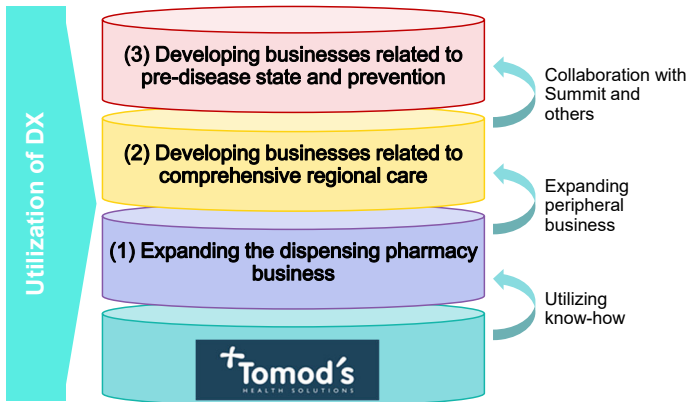 Utilization of DX
(3) Developing businesses related to
pre-disease state and prevention
Collaboration with
Summit and
others
(2) Developing businesses related to
comprehensive regional care
Expanding
peripheral
business
(1) Expanding the dispensing pharmacy
business
Utilizing
know-how
Tomod's
HEALTH SOLUTIONS